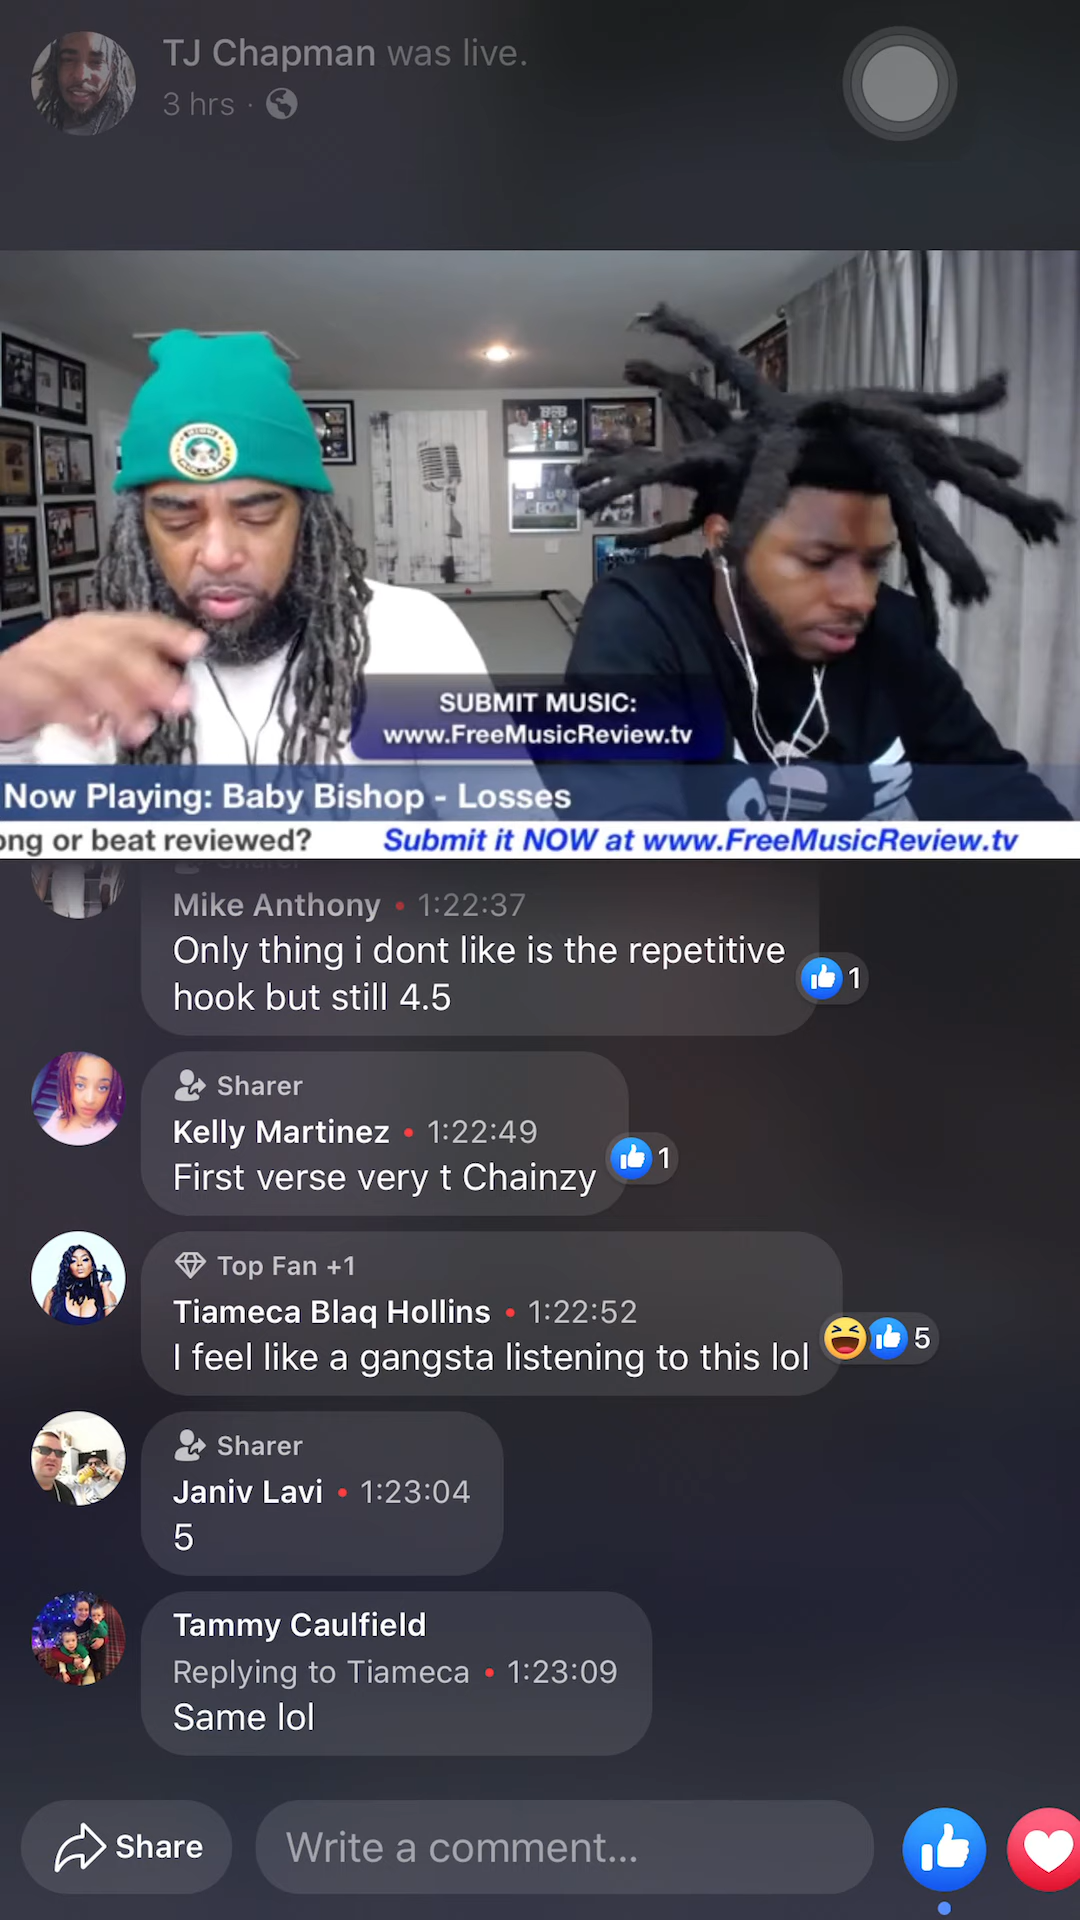 TJ Chapman was live.
3 hrs ·
SUBMIT MUSIC:
www.FreeMusicReview.tv
Now Playing: Baby Bishop - Losses
ong or beat reviewed? Submit it NOW at www.FreeMusicReview.tv
Sharer
Mike Anthony • 1:22:37
Only thing i dont like is the repetitive
hook but still 4.5
1
Sharer
Kelly Martinez • 1:22:49
First verse very t Chainzy
1
Top Fan +1
Tiameca Blaq Hollins • 1:22:52
I feel like a gangsta listening to this lol
5
Sharer
Janiv Lavi • 1:23:04
5
Tammy Caulfield
Replying to Tiameca • 1:23:09
Same lol
Share
Write a comment...